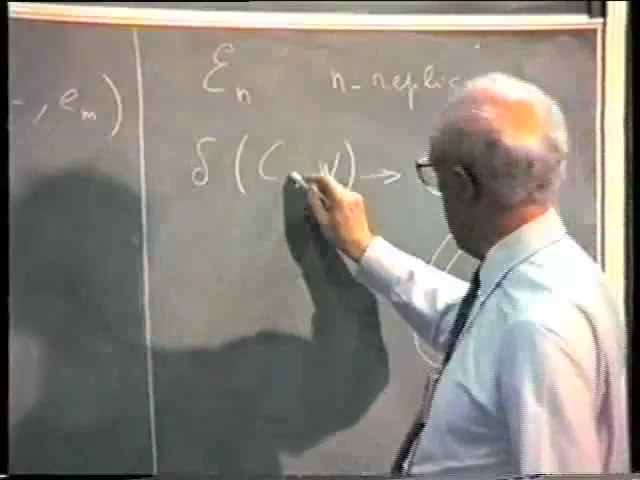 -, e_m)
ℰ_n n-replic
δ(C W) →